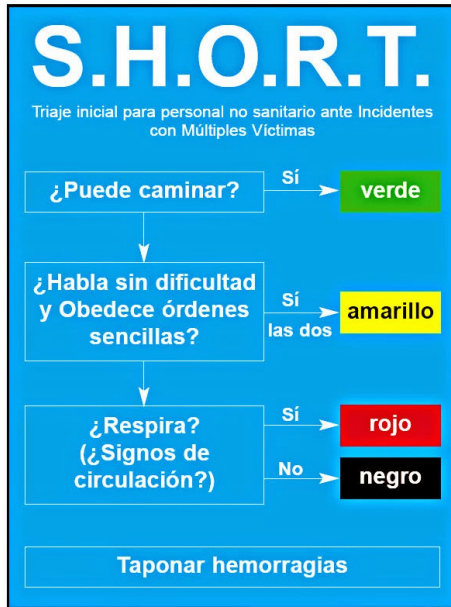 S.H.O.R.T.
Triaje inicial para personal no sanitario ante Incidentes
con Múltiples Víctimas
¿Puede caminar?
Sí
verde
¿Habla sin dificultad
y Obedece órdenes
sencillas?
Sí
las dos
amarillo
¿Respira?
(¿Signos de
circulación?)
Sí
rojo
No
negro
Taponar hemorragias